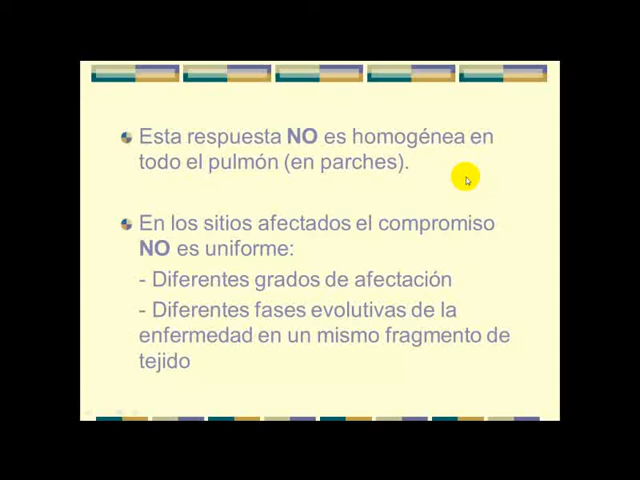 Esta respuesta NO es homogénea en
todo el pulmón (en parches).
En los sitios afectados el compromiso
NO es uniforme:
- Diferentes grados de afectación
- Diferentes fases evolutivas de la
enfermedad en un mismo fragmento de
tejido